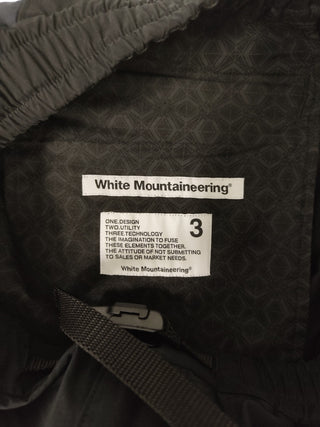 White Mountaineering®
ONE.DESIGN
TWO.UTILITY
THREE.TECHNOLOGY
THE IMAGINATION TO FUSE
THESE ELEMENTS TOGETHER.
THE ATTITUDE OF NOT SUBMITTING
TO SALES OR MARKET NEEDS.
3
White Mountaineering®